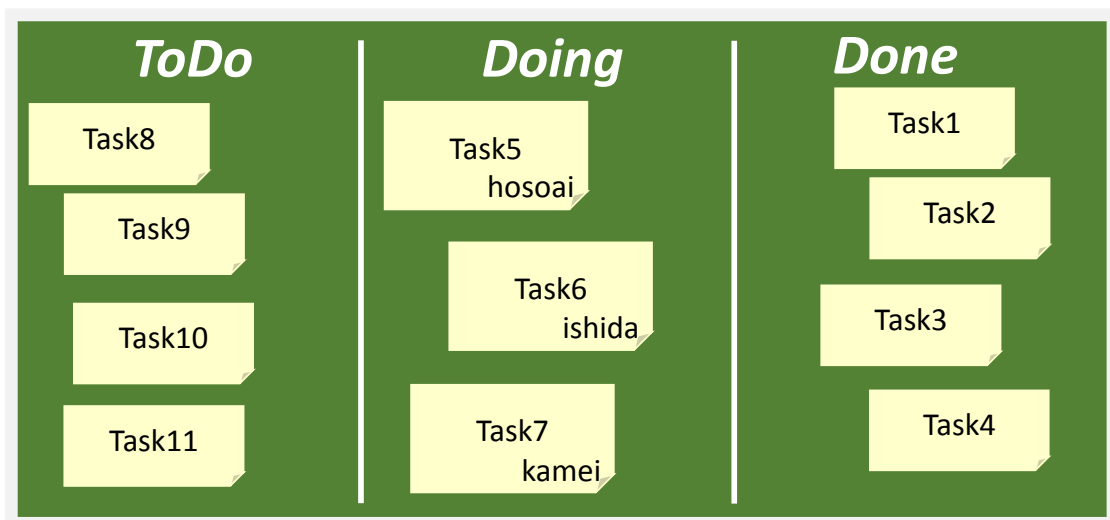 ToDo
Task8
Task9
Task10
Task11
Doing
Task5
hosoai
Task6
ishida
Task7
kamei
Done
Task1
Task2
Task3
Task4